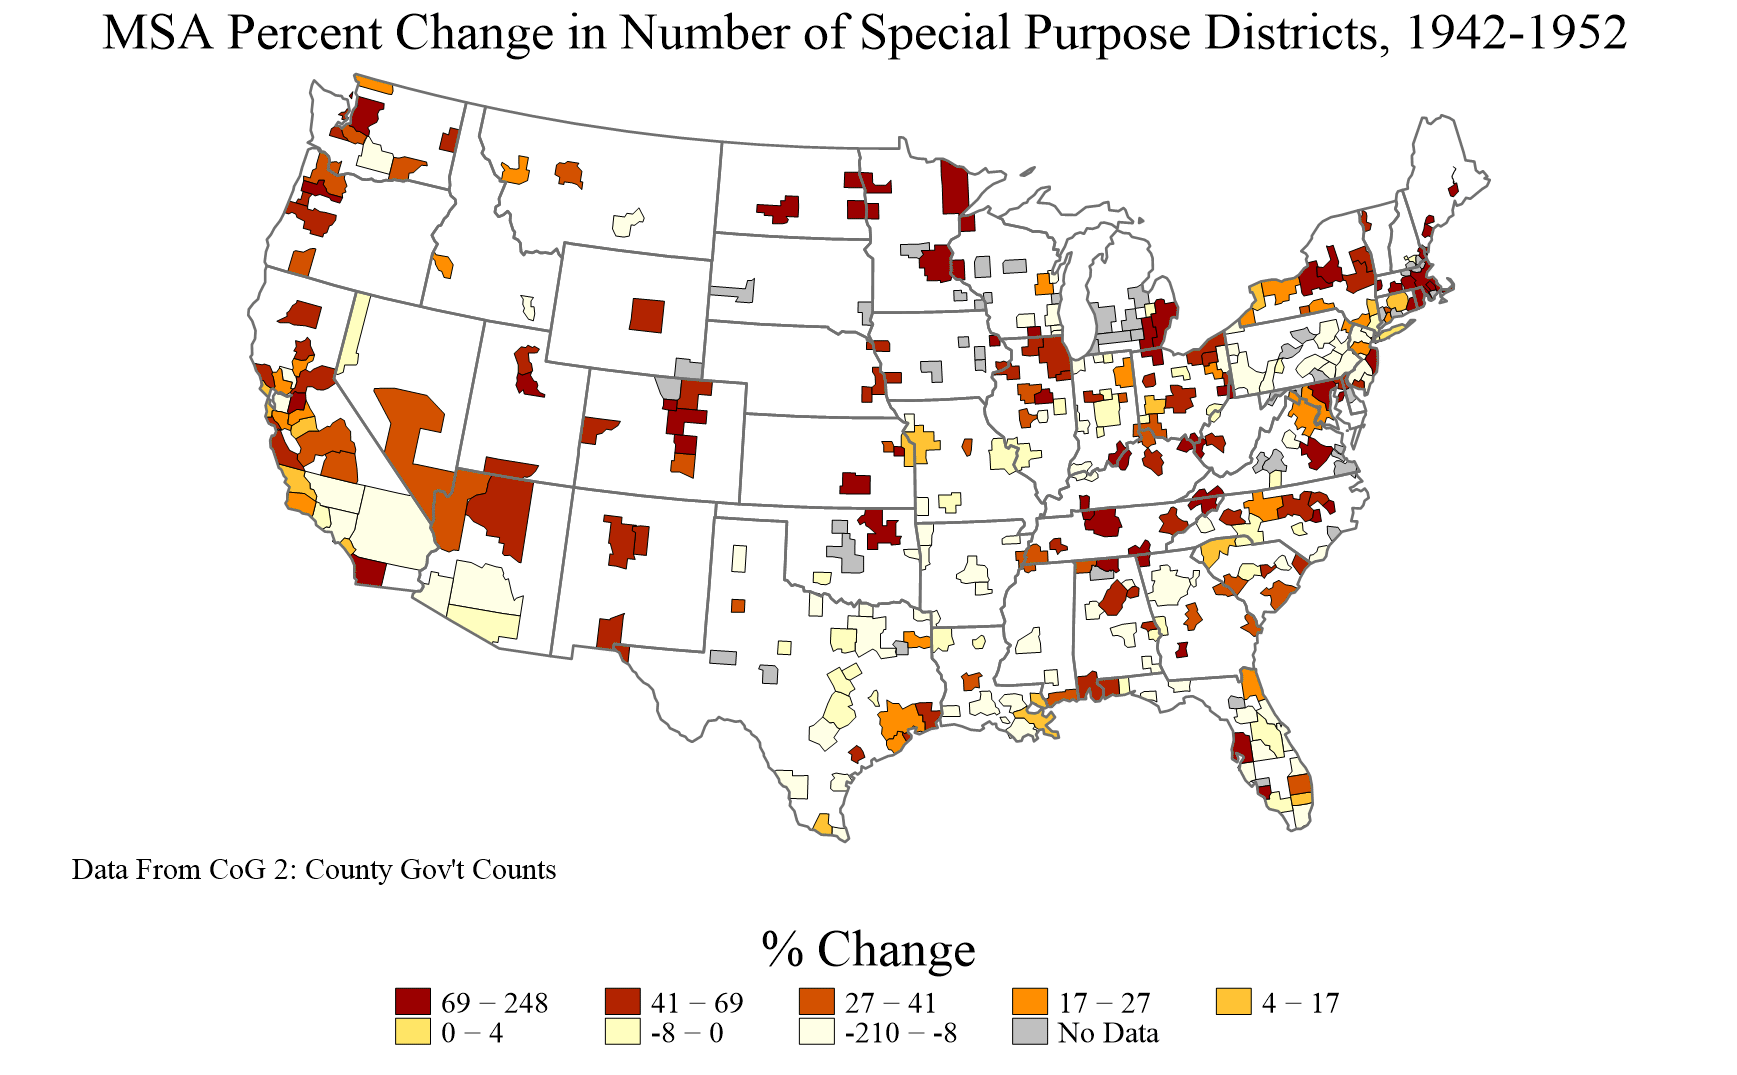 MSA Percent Change in Number of Special Purpose Districts, 1942-1952
Data From CoG 2: County Gov't Counts
% Change
69 − 248 41 − 69 27 − 41 17 − 27 4 − 17
0 − 4 -8 − 0 -210 − -8 No Data